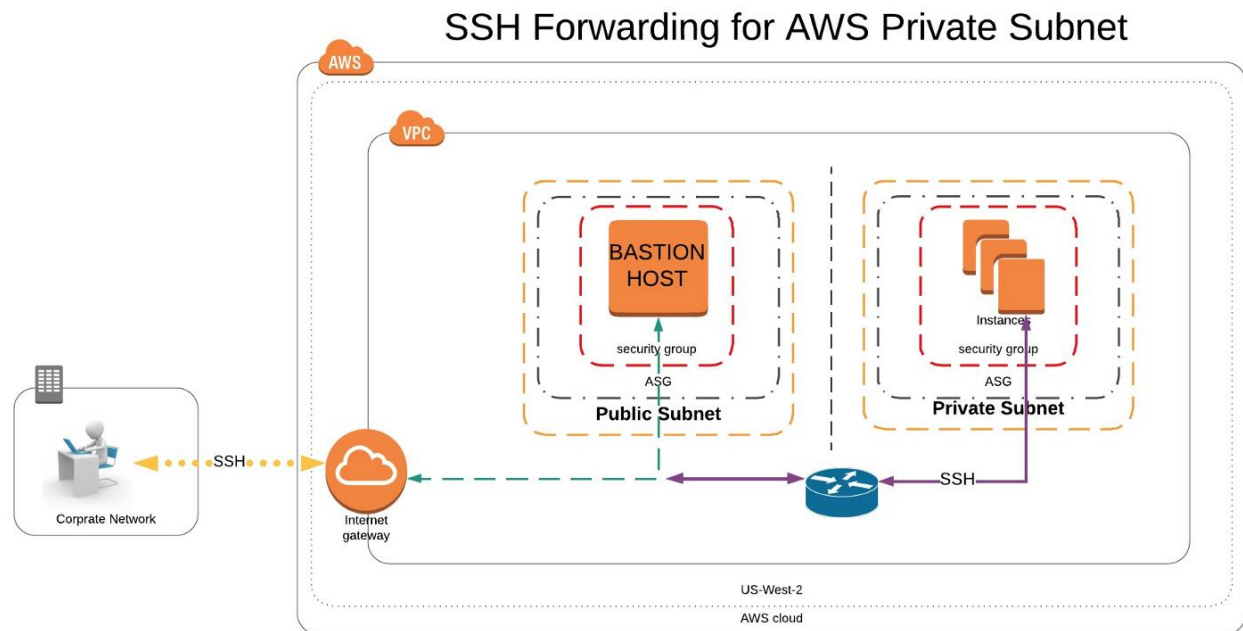 SSH Forwarding for AWS Private Subnet
AWS
VPC
BASTION
HOST
security group
ASG
Public Subnet
Instances
security group
ASG
Private Subnet
SSH
Corprate Network
Internet
gateway
SSH
US-West-2
AWS cloud